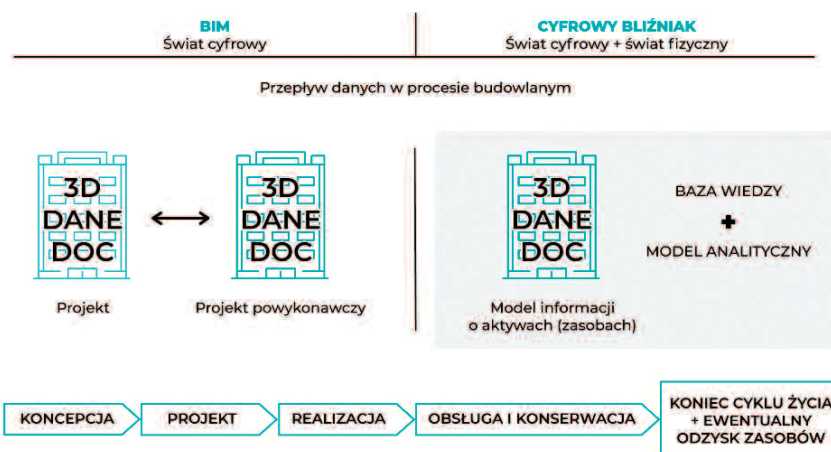 BIM
Świat cyfrowy
CYFROWY BLIŹNIAK
Świat cyfrowy + świat fizyczny
Przepływ danych w procesie budowlanym
3D
DANE
DOC
Projekt
3D
DANE
DOC
Projekt powykonawczy
3D
DANE
DOC
Model informacji
o aktywach (zasobach)
BAZA WIEDZY
+
MODEL ANALITYCZNY
KONCEPCJA
PROJEKT
REALIZACJA
OBSŁUGA I KONSERWACJA
KONIEC CYKLU ŻYCIA
+ EWENTUALNY
ODZYSK ZASOBÓW